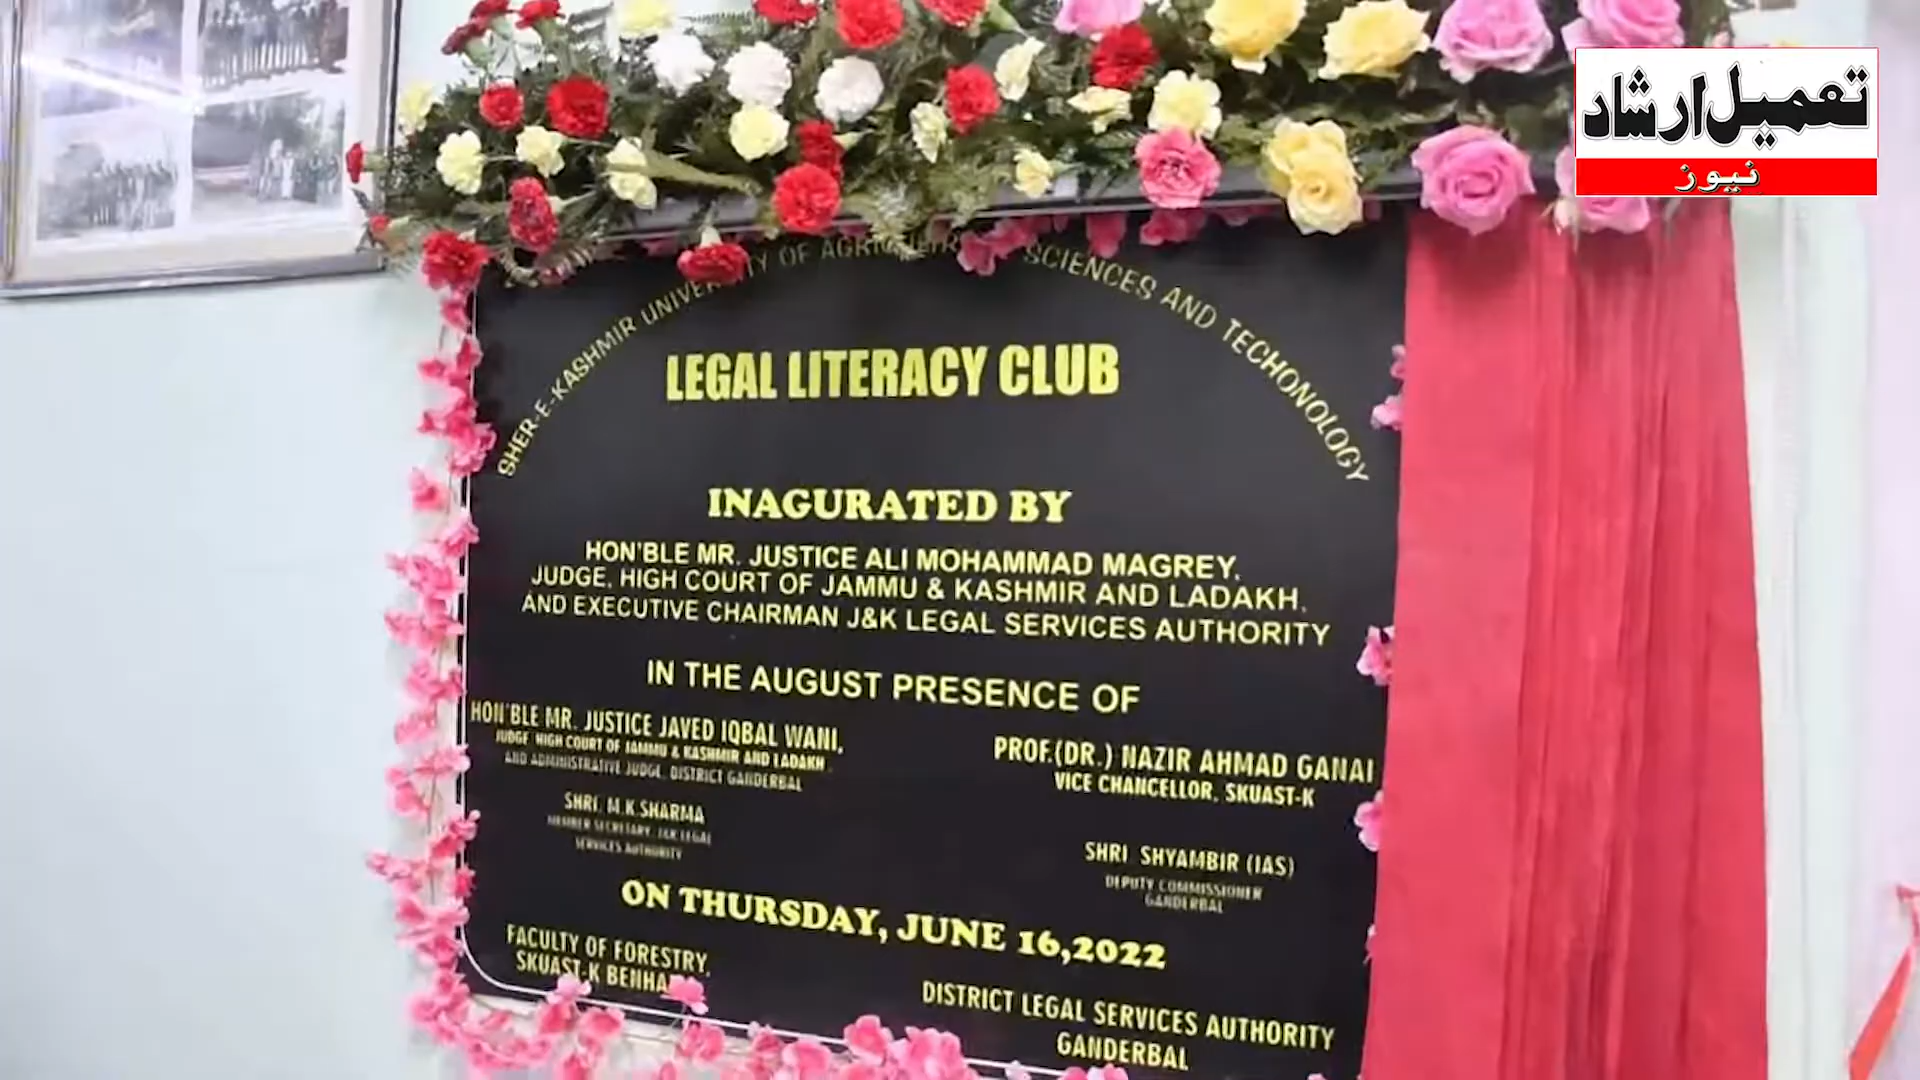 تعمیل ارشاد
نیوز
SHER-E-KASHMIR UNIVERSITY OF AGRICULTUR SCIENCES AND TECHONOLOGY
LEGAL LITERACY CLUB
INAGURATED BY
HON'BLE MR. JUSTICE ALI MOHAMMAD MAGREY,
JUDGE, HIGH COURT OF JAMMU & KASHMIR AND LADAKH,
AND EXECUTIVE CHAIRMAN J&K LEGAL SERVICES AUTHORITY
IN THE AUGUST PRESENCE OF
HON'BLE MR. JUSTICE JAVED IQBAL WANI,
JUDGE HIGH COURT OF JAMMU & KASHMIR AND LADAKH
AND ADMINISTRATIVE JUDGE, DISTRICT GANDERBAL
PROF.(DR.) NAZIR AHMAD GANAI
VICE CHANCELLOR, SKUAST-K
SHRI. M.K.SHARMA
MEMBER SECRETARY, J&K LEGAL
SERVICES AUTHORITY
SHRI SHYAMBIR (IAS)
DEPUTY COMMISSIONER
GANDERBAL
ON THURSDAY, JUNE 16,2022
FACULTY OF FORESTRY,
SKUAST-K BENHA
DISTRICT LEGAL SERVICES AUTHORITY
GANDERBAL